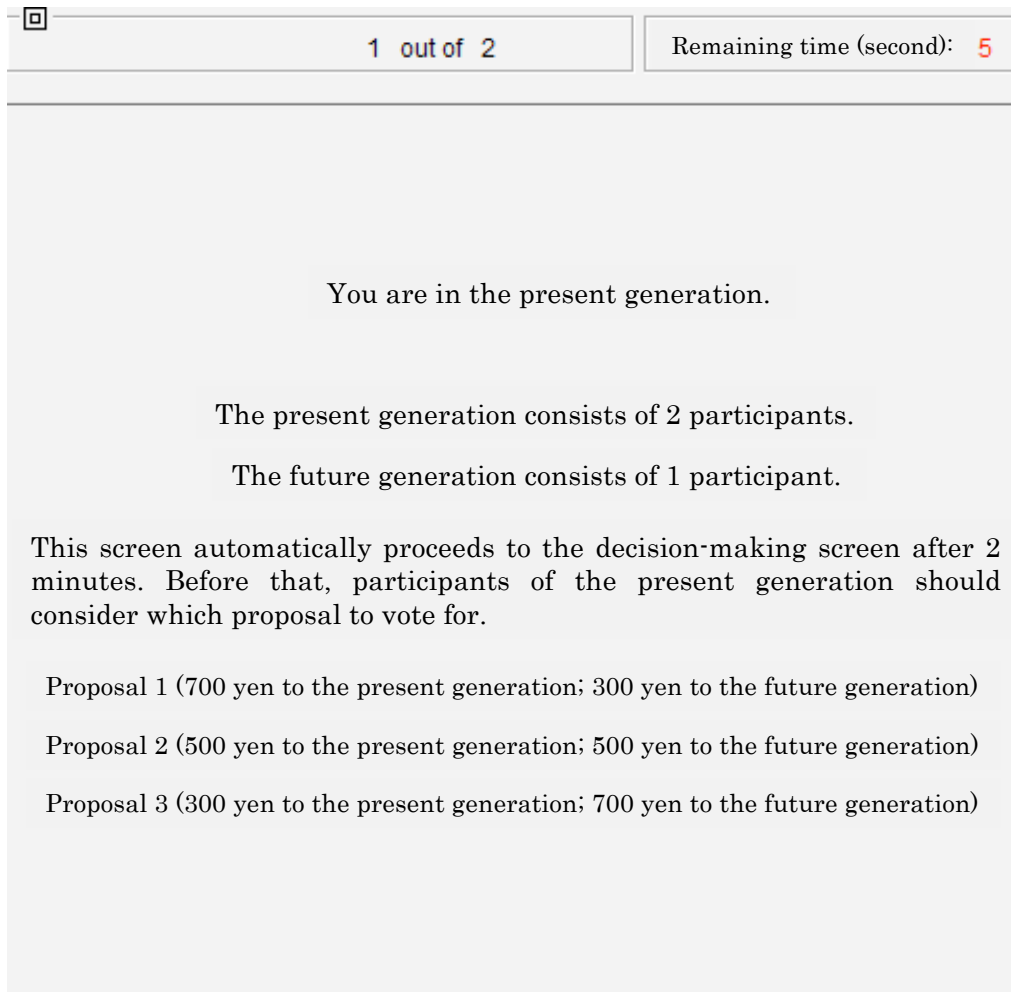 1 out of 2
Remaining time (second): 5
You are in the present generation.
The present generation consists of 2 participants.
The future generation consists of 1 participant.
This screen automatically proceeds to the decision-making screen after 2
minutes. Before that, participants of the present generation should
consider which proposal to vote for.
Proposal 1 (700 yen to the present generation; 300 yen to the future generation)
Proposal 2 (500 yen to the present generation; 500 yen to the future generation)
Proposal 3 (300 yen to the present generation; 700 yen to the future generation)